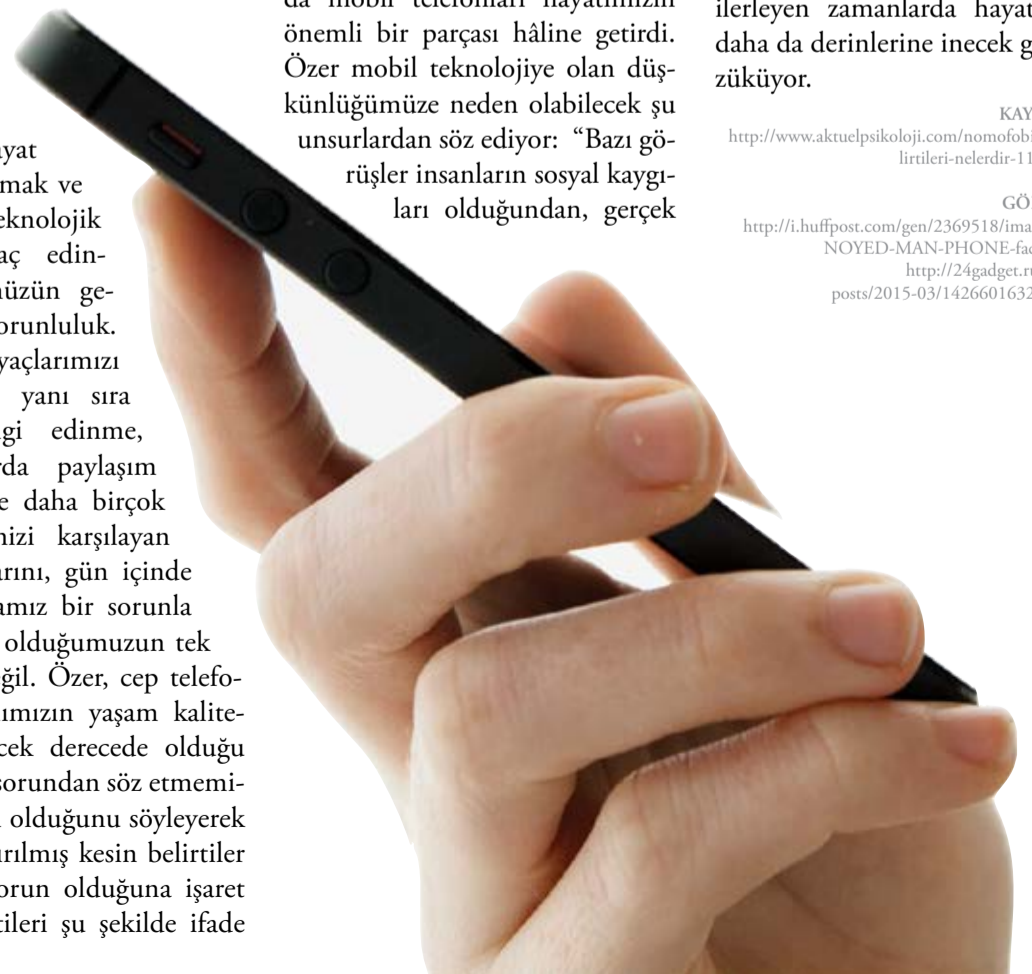 ayat
mak ve
eknolojik
aç edin-
üzün ge-
orunluluk.
yaçlarımızı
yanı sıra
gi edinme,
rda paylaşım
e daha birçok
nizi karşılayan
arını, gün içinde
amız bir sorunla
olduğumuzun tek
eğil. Özer, cep telefo-
ımızın yaşam kalite-
cek derecede olduğu
sorundan söz etmemi-
olduğunu söyleyerek
ırılmış kesin belirtiler
orun olduğuna işaret
tileri şu şekilde ifade
da mobil telefonları hayatımızın
önemli bir parçası hâline getirdi.
Özer mobil teknolojiye olan düş-
künlüğümüze neden olabilecek şu
unsurlardan söz ediyor: “Bazı gö-
rüşler insanların sosyal kaygı-
ları olduğundan, gerçek
ilerleyen zamanlarda hayat
daha da derinlerine inecek g
züküyor.
KAY
http://www.aktuelpsikoloji.com/nomofobi
lirtileri-nelerdir-11
GÖ
http://i.huffpost.com/gen/2369518/ima
NOYED-MAN-PHONE-fac
http://24gadget.ru
posts/2015-03/1426601632